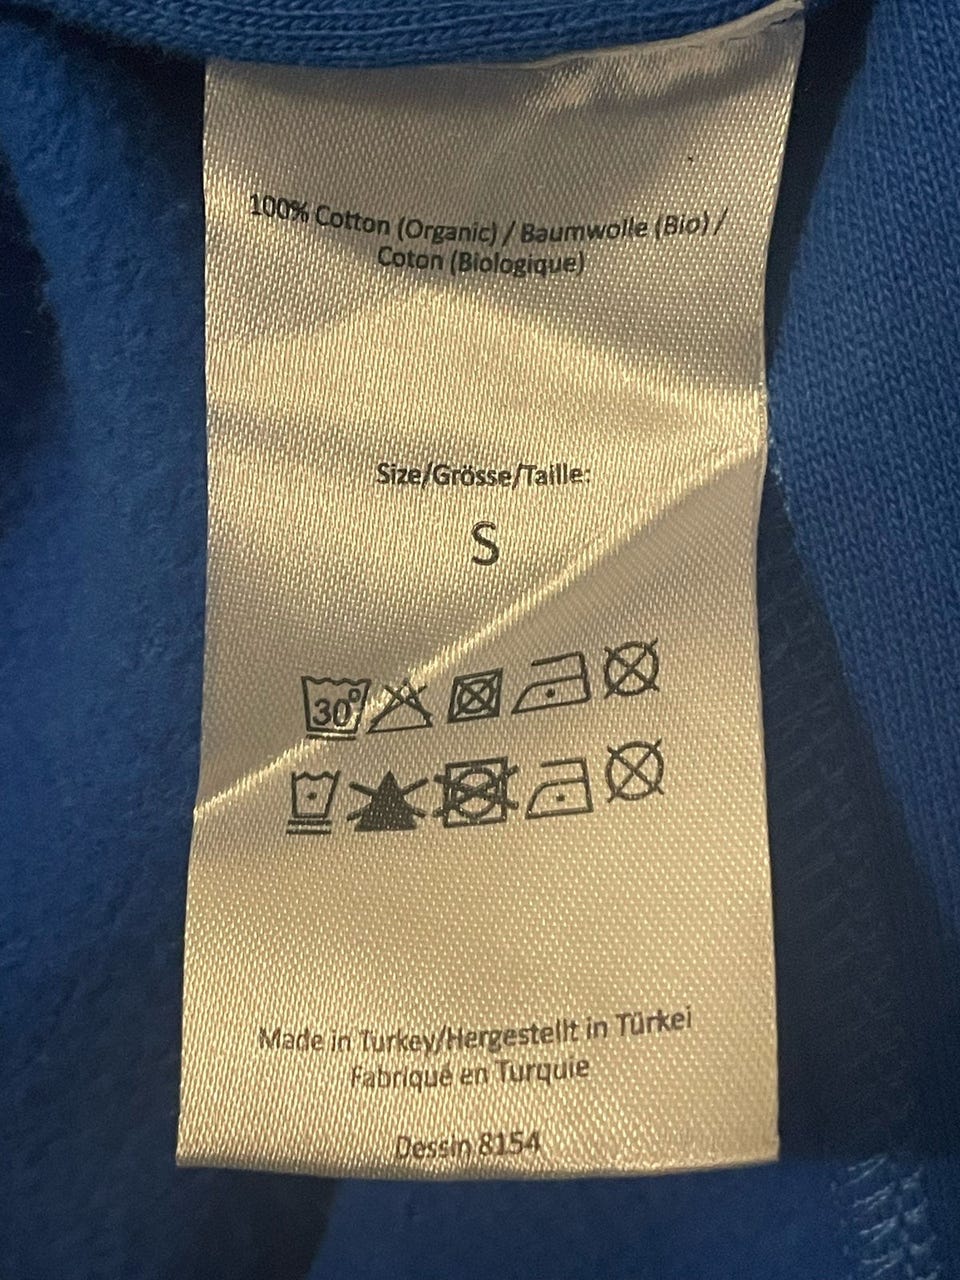 100% Cotton (Organic) / Baumwolle (Bio) /
Coton (Biologique)
Size/Grösse/Taille:
S
30°
Made in Turkey/Hergestellt in Türkei
Fabriqué en Turquie
Dessin 8154